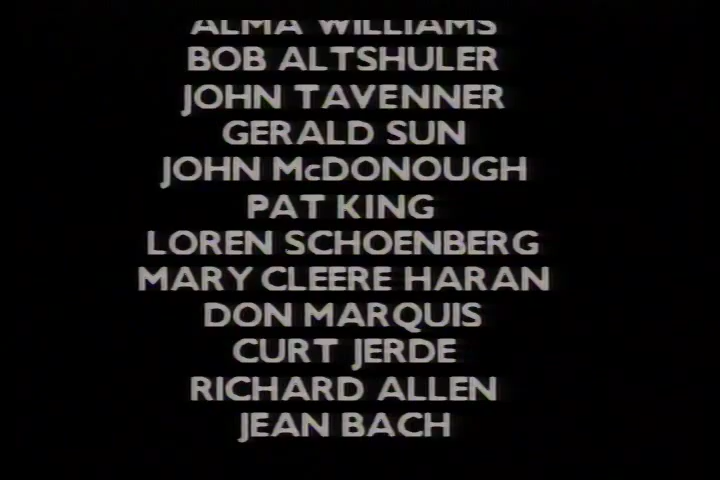 ALMA WILLIAMS
BOB ALTSHULER
JOHN TAVENNER
GERALD SUN
JOHN McDONOUGH
PAT KING
LOREN SCHOENBERG
MARY CLEERE HARAN
DON MARQUIS
CURT JERDE
RICHARD ALLEN
JEAN BACH